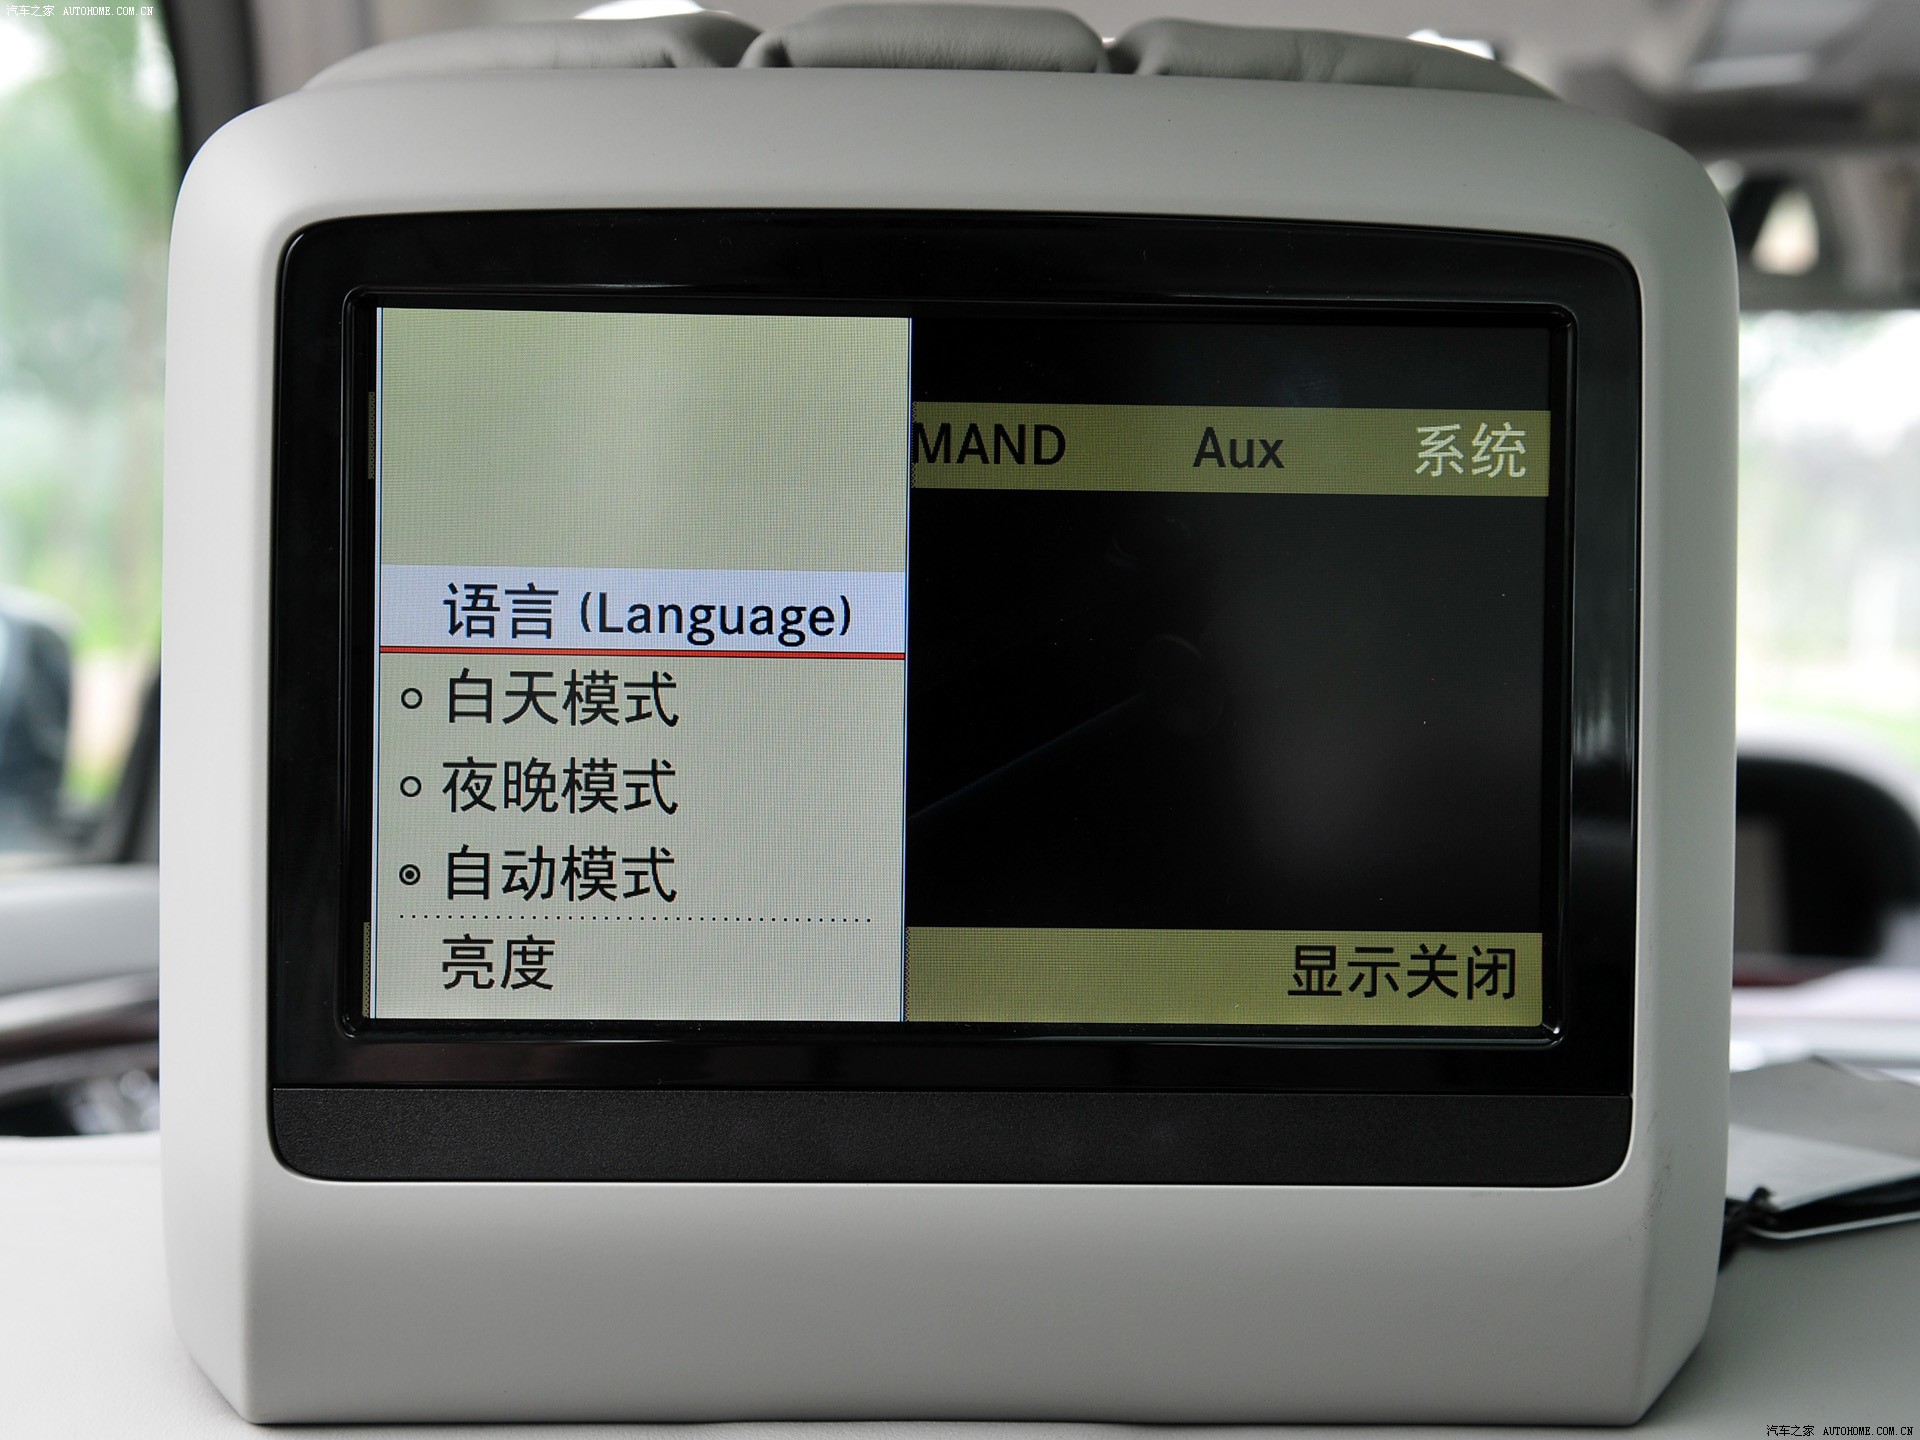 汽车之家 AUTOHOME.COM.CN
MAND Aux 系统
语言 (Language)
白天模式
夜晚模式
自动模式
亮度
显示关闭
汽车之家 AUTOHOME.COM.CN